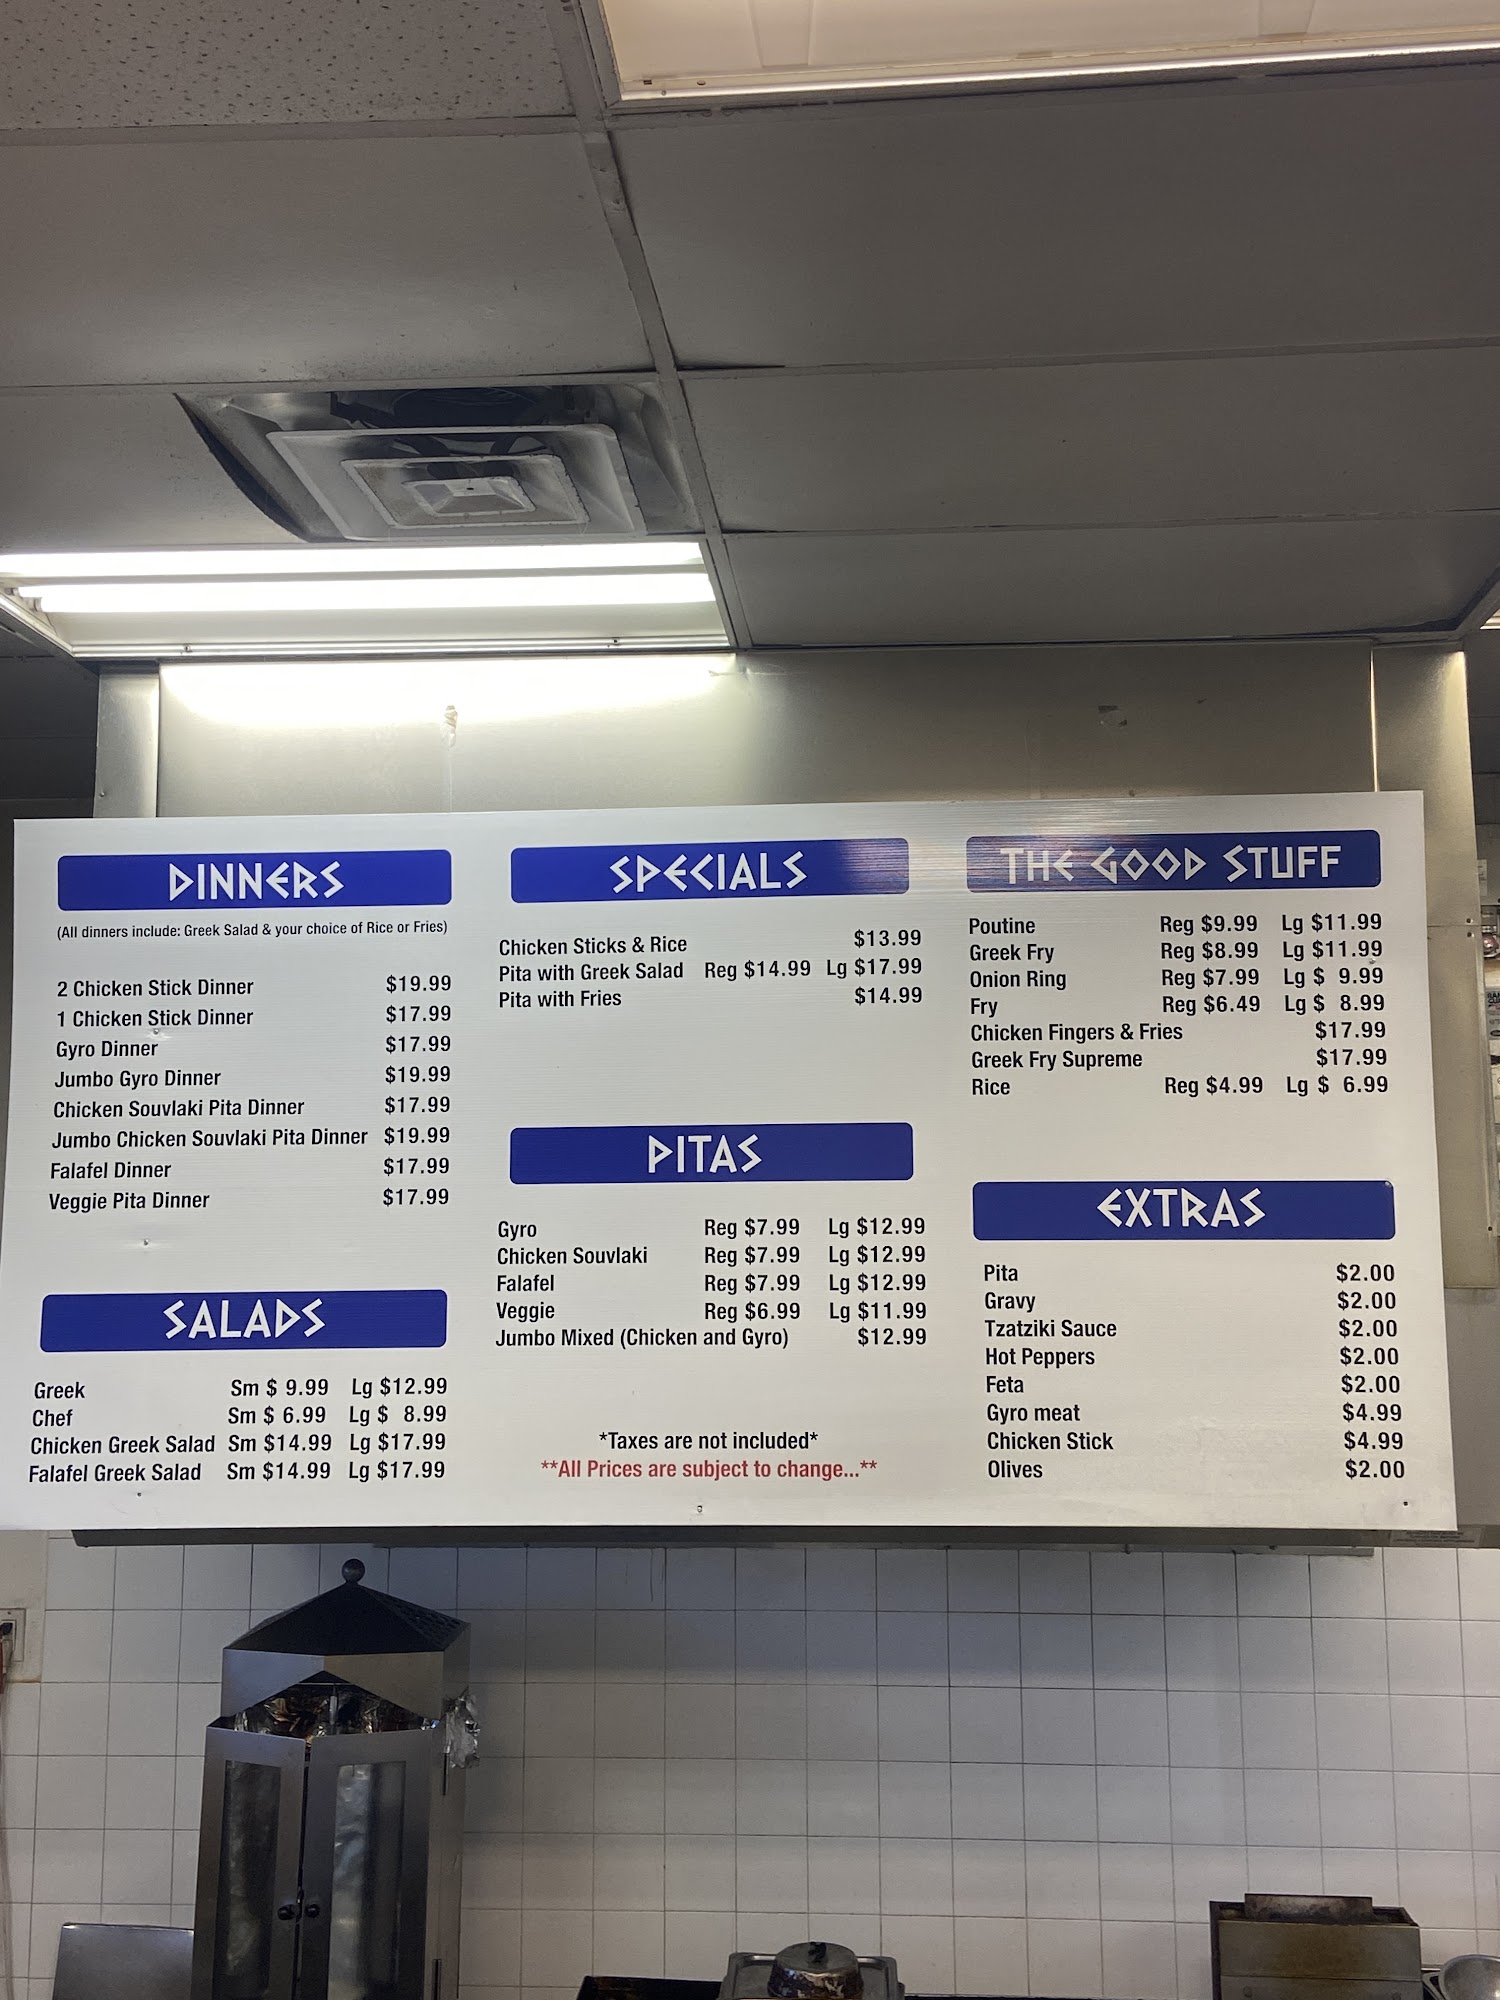 DINNERS
(All dinners include: Greek Salad & your choice of Rice or Fries)
2 Chicken Stick Dinner $19.99
1 Chicken Stick Dinner $17.99
Gyro Dinner $17.99
Jumbo Gyro Dinner $19.99
Chicken Souvlaki Pita Dinner $17.99
Jumbo Chicken Souvlaki Pita Dinner $19.99
Falafel Dinner $17.99
Veggie Pita Dinner $17.99
SALADS
Greek Sm $ 9.99 Lg $12.99
Chef Sm $ 6.99 Lg $ 8.99
Chicken Greek Salad Sm $14.99 Lg $17.99
Falafel Greek Salad Sm $14.99 Lg $17.99
SPECIALS
Chicken Sticks & Rice $13.99
Pita with Greek Salad Reg $14.99 Lg $17.99
Pita with Fries $14.99
PITAS
Gyro Reg $7.99 Lg $12.99
Chicken Souvlaki Reg $7.99 Lg $12.99
Falafel Reg $7.99 Lg $12.99
Veggie Reg $6.99 Lg $11.99
Jumbo Mixed (Chicken and Gyro) $12.99
*Taxes are not included*
**All Prices are subject to change...**
THE GOOD STUFF
Poutine Reg $9.99 Lg $11.99
Greek Fry Reg $8.99 Lg $11.99
Onion Ring Reg $7.99 Lg $ 9.99
Fry Reg $6.49 Lg $ 8.99
Chicken Fingers & Fries $17.99
Greek Fry Supreme $17.99
Rice Reg $4.99 Lg $ 6.99
EXTRAS
Pita $2.00
Gravy $2.00
Tzatziki Sauce $2.00
Hot Peppers $2.00
Feta $2.00
Gyro meat $4.99
Chicken Stick $4.99
Olives $2.00